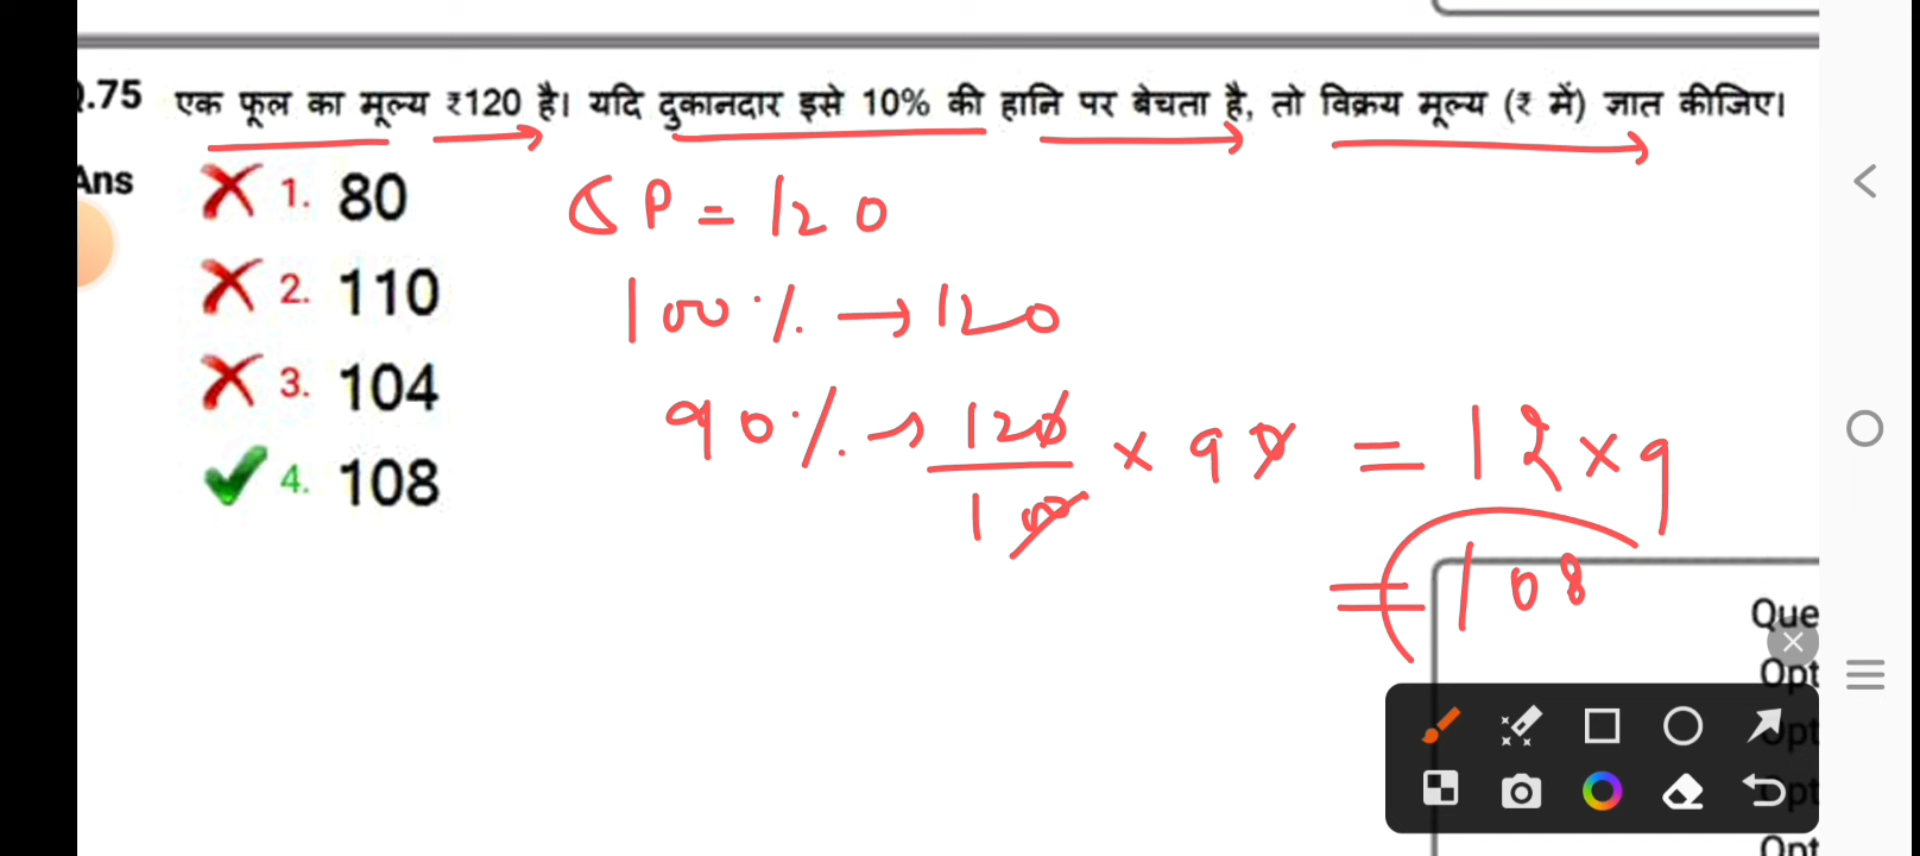 .75 एक फूल का मूल्य ₹120 है। यदि दुकानदार इसे 10% की हानि पर बेचता है, तो विक्रय मूल्य (₹ में) ज्ञात कीजिए।
Ans 1. 80
2. 110
3. 104
4. 108
CP = 120
100% → 120
90% → 120/100 × 90 = 12 × 9
= 108
Que
Opt
Opt
Opt
Opt